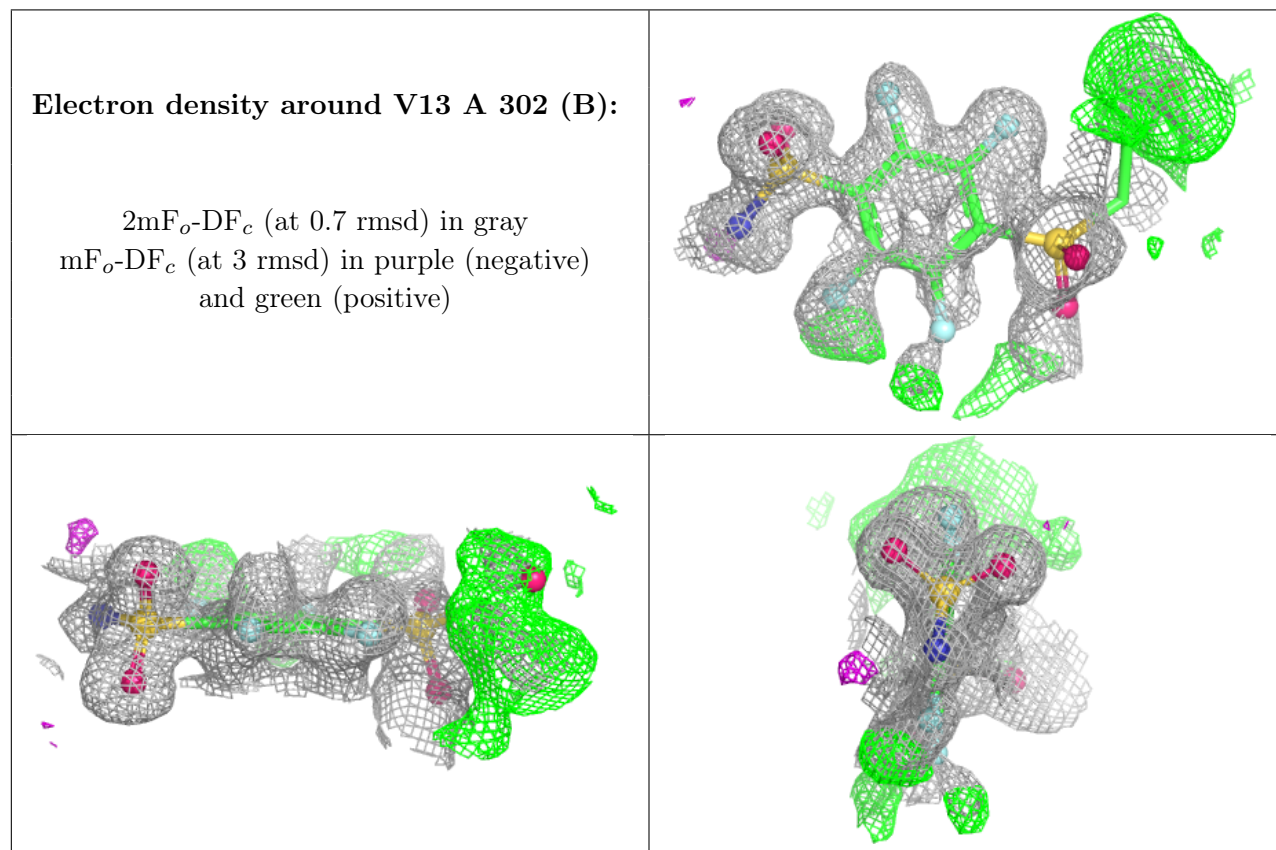 Electron density around V13 A 302 (B):
2mFo-DFc (at 0.7 rmsd) in gray
mFo-DFc (at 3 rmsd) in purple (negative)
and green (positive)